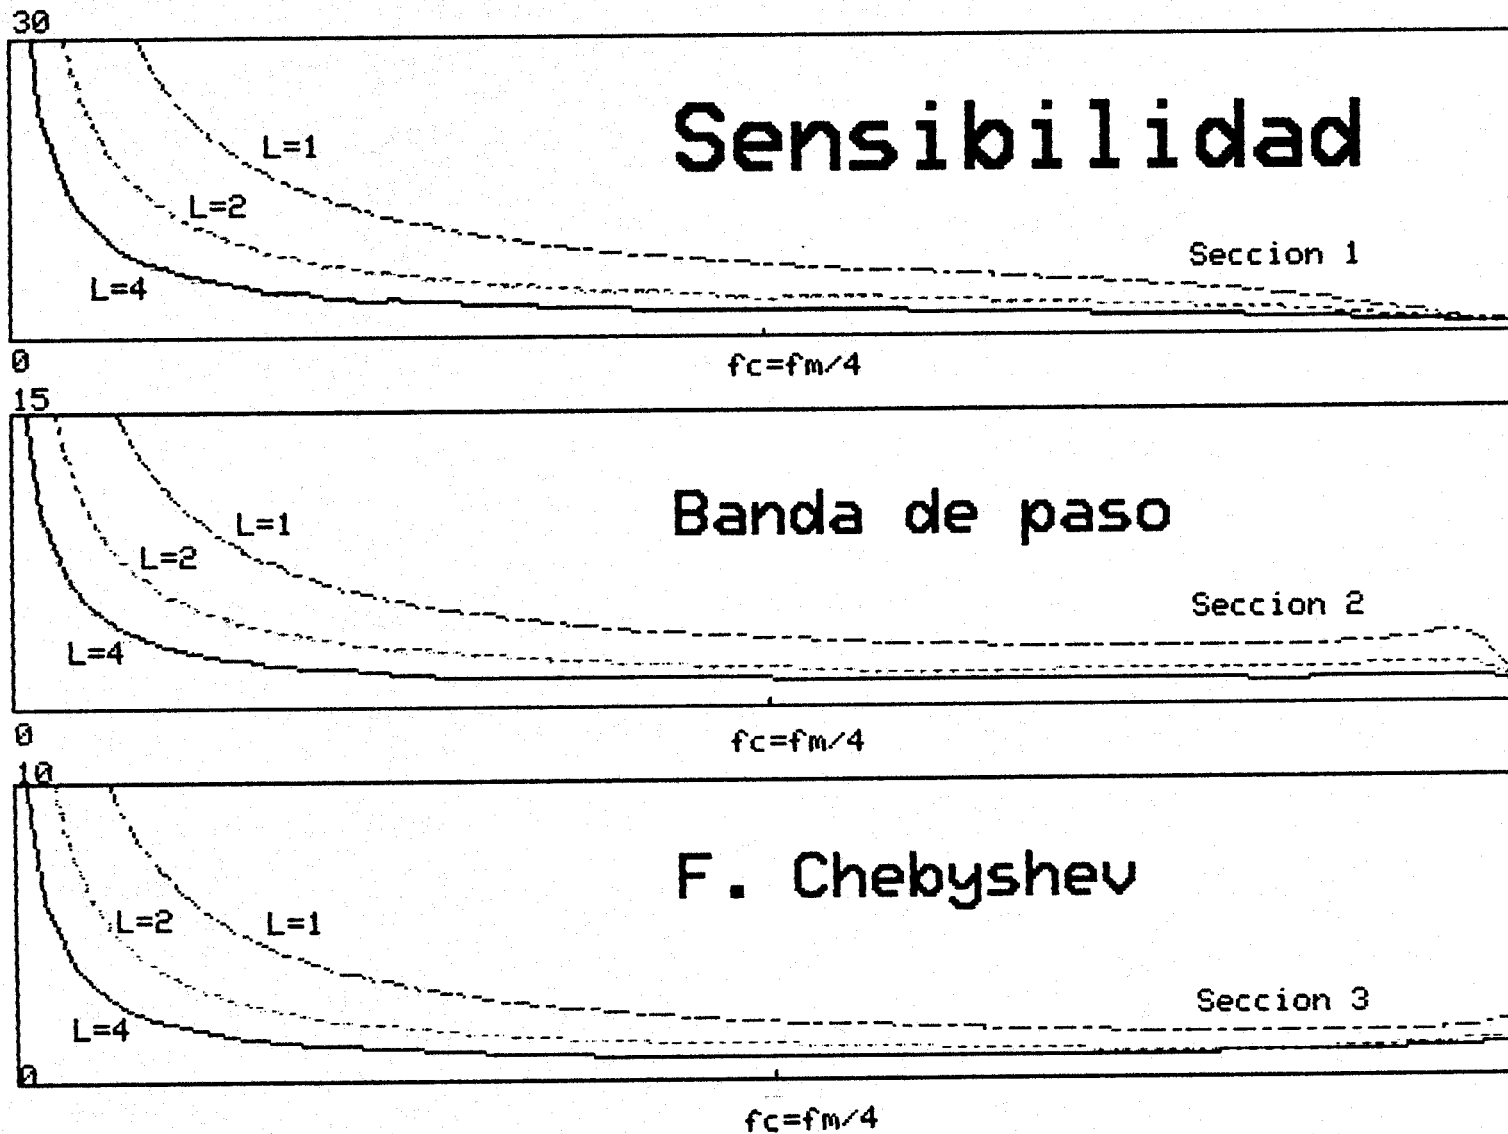 30
Sensibilidad
L=1
L=2
Seccion 1
L=4
0
fc=fm/4
15
Banda de paso
L=1
L=2
Seccion 2
L=4
0
fc=fm/4
10
F. Chebyshev
L=2
L=1
Seccion 3
L=4
0
fc=fm/4